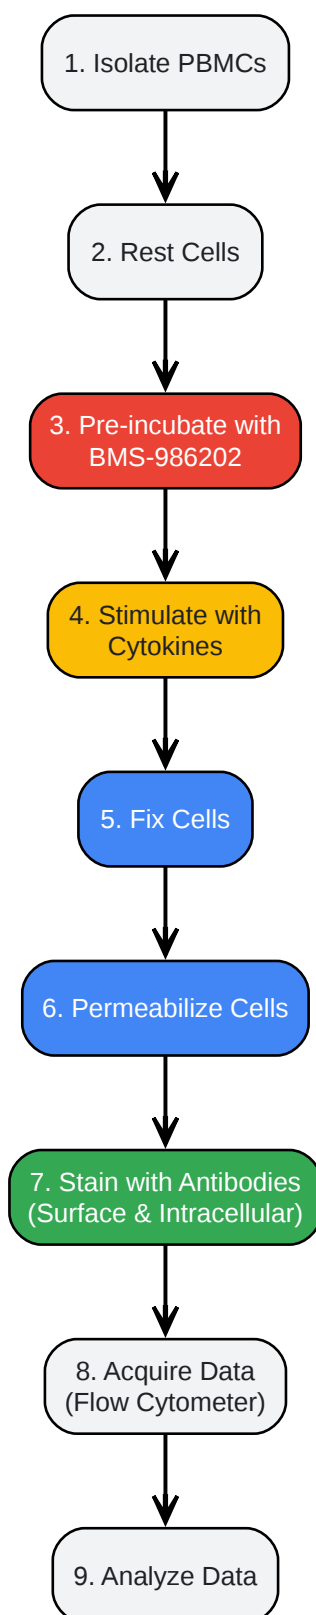 1. Isolate PBMCs
2. Rest Cells
3. Pre-incubate with
BMS-986202
4. Stimulate with
Cytokines
5. Fix Cells
6. Permeabilize Cells
7. Stain with Antibodies
(Surface & Intracellular)
8. Acquire Data
(Flow Cytometer)
9. Analyze Data